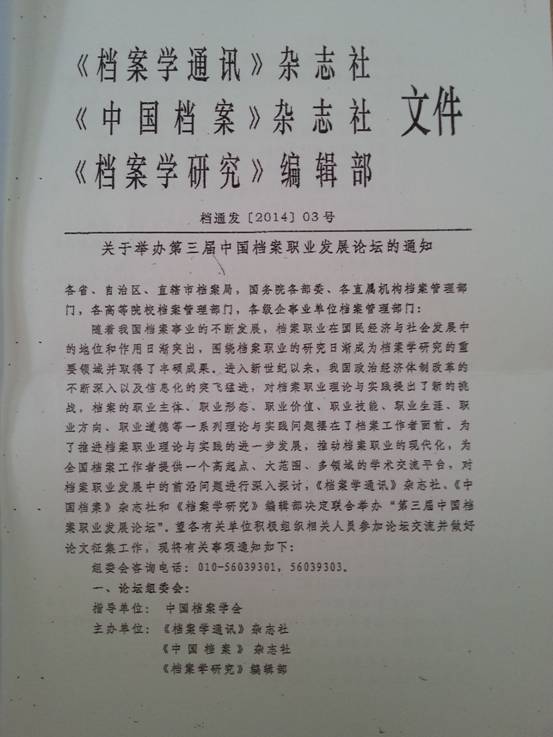 《档案学通讯》杂志社
《中国档案》杂志社 文件
《档案学研究》编辑部
档通发［2014］03号
关于举办第三届中国档案职业发展论坛的通知
各省、自治区、直辖市档案局，国务院各部委、各直属机构档案管理部
门，各高等院校档案管理部门，各级企事业单位档案管理部门：
随着我国档案事业的不断发展，档案职业在国民经济与社会发展中
的地位和作用日渐突出，围绕档案职业的研究日渐成为档案学研究的重
要领域并取得了丰硕成果。进入新世纪以来，我国政治经济体制改革的
不断深入以及信息化的突飞猛进，对档案职业理论与实践提出了新的挑
战，档案的职业主体、职业形态、职业价值、职业技能、职业生涯、职
业方向、职业道德等一系列理论与实践问题摆在了档案工作者面前。为
了推进档案职业理论与实践的进一步发展，推动档案职业的现代化，为
全国档案工作者提供一个高起点、大范围、多领域的学术交流平台，对
档案职业发展中的前沿问题进行深入探讨，《档案学通讯》杂志社、《中
国档案》杂志社和《档案学研究》编辑部决定联合举办“第三届中国档
案职业发展论坛”。望各有关单位积极组织相关人员参加论坛交流并做好
论文征集工作，现将有关事项通知如下：
组委会咨询电话：010-56039301，56039303。
一、论坛组委会：
指导单位： 中国档案学会
主办单位： 《档案学通讯》杂志社
《中国档案》杂志社
《档案学研究》编辑部